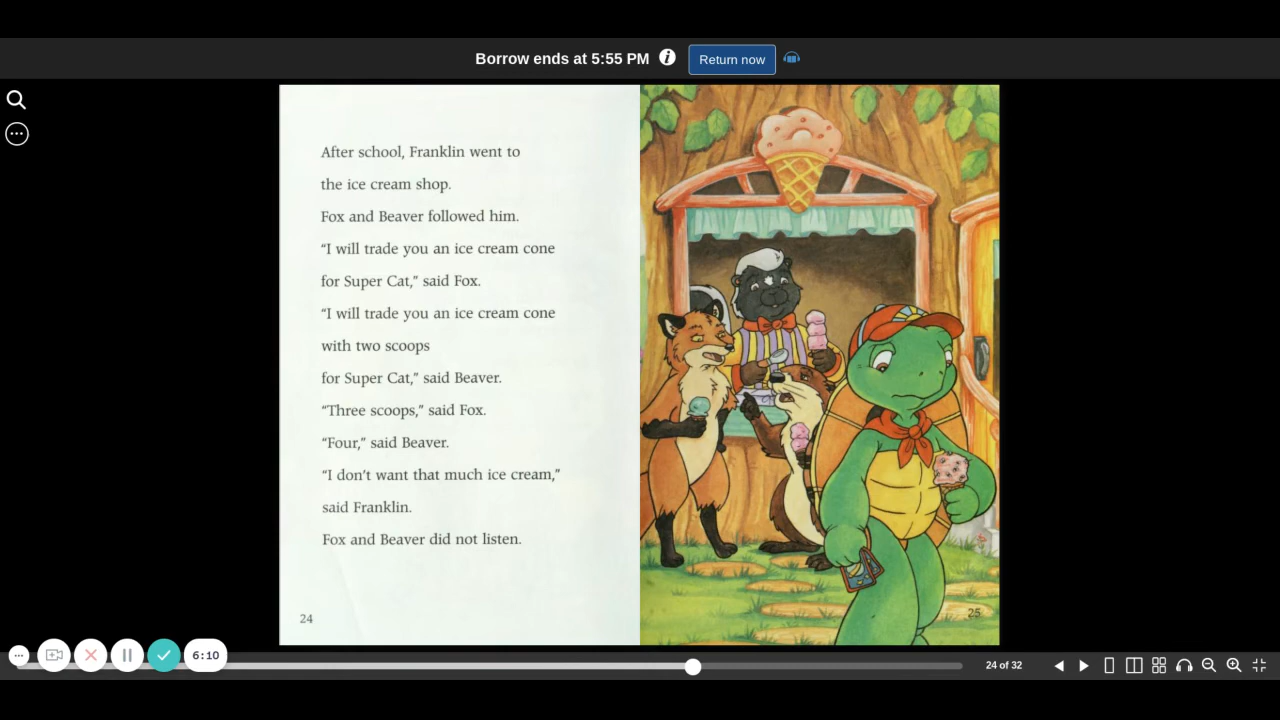 Borrow ends at 5:55 PM
Return now
After school, Franklin went to
the ice cream shop.
Fox and Beaver followed him.
“I will trade you an ice cream cone
for Super Cat,” said Fox.
“I will trade you an ice cream cone
with two scoops
for Super Cat,” said Beaver.
“Three scoops,” said Fox.
“Four,” said Beaver.
“I don’t want that much ice cream,”
said Franklin.
Fox and Beaver did not listen.
24
25
6:10
24 of 32